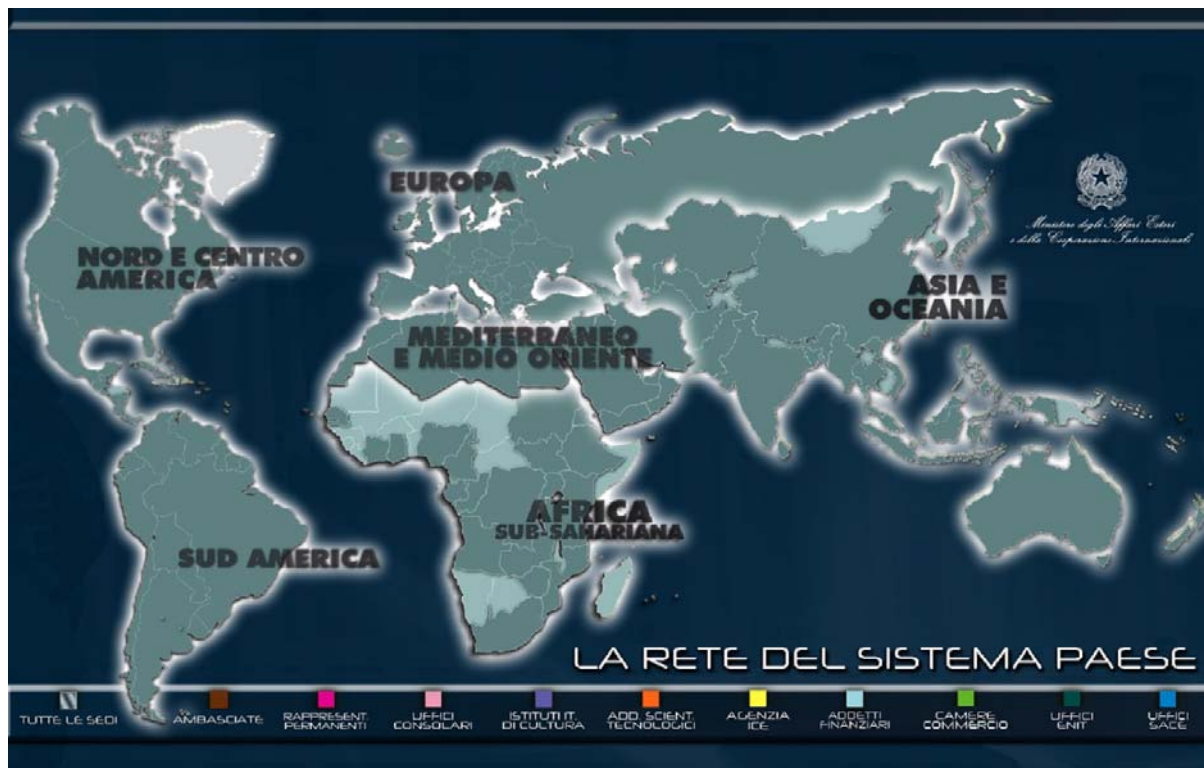 EUROPA
NORD E CENTRO
AMERICA
Ministero degli Affari Esteri
e della Cooperazione Internazionale
ASIA E
OCEANIA
MEDITERRANEO
E MEDIO ORIENTE
AFRICA
SUB-SAHARIANA
SUD AMERICA
LA RETE DEL SISTEMA PAESE
TUTTE LE SEDI
AMBASCIATE
RAPPRESENT.
PERMANENTI
UFFICI
CONSOLARI
ISTITUTI IT.
DI CULTURA
ADD. SCIENT.
TECNOLOGICI
AGENZIA
ICE
ADDETTI
FINANZIARI
CAMERE
COMMERCIO
UFFICI
ENIT
UFFICI
SACE